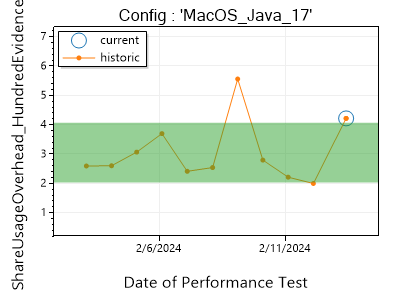 Config : 'MacOS_Java_17'
current
historic
7
6
5
4
3
2
1
ShareUsageOverhead_HundredEvidence
2/6/2024
2/11/2024
Date of Performance Test